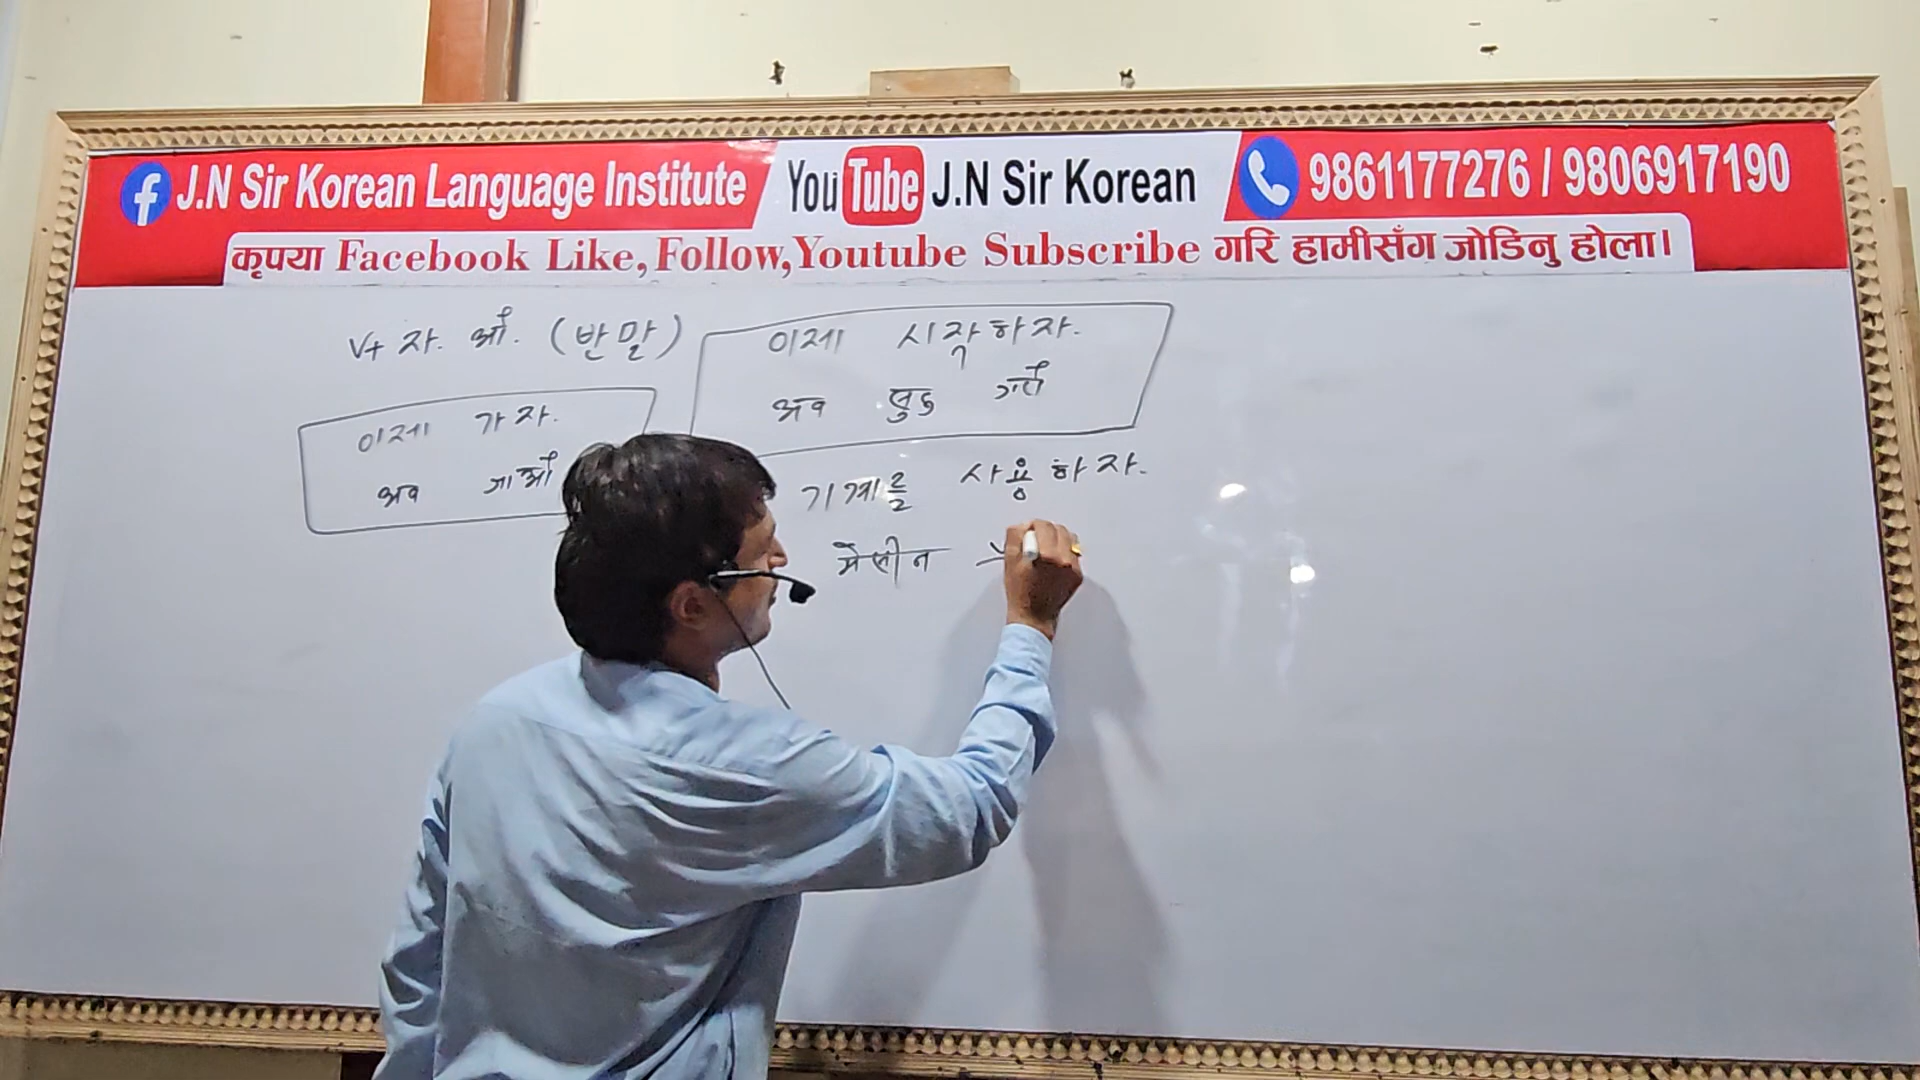 f J.N Sir Korean Language Institute
YouTube J.N Sir Korean
9861177276 / 9806917190
कृपया Facebook Like, Follow, Youtube Subscribe गरि हामीसँग जोडिनु होला।
V+ 자. औं. (반말)
이제 시작하자.
अब सुरु गरौं
이제 가자.
अब जाऔं
기계를 사용하자.
मेसीन